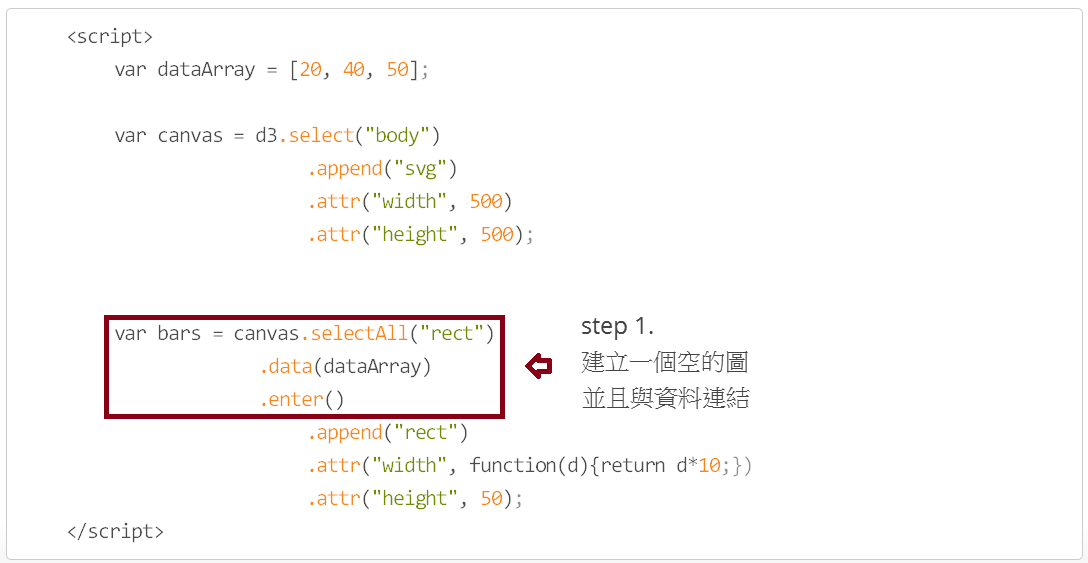 <script>
var dataArray = [20, 40, 50];
var canvas = d3.select("body")
.append("svg")
.attr("width", 500)
.attr("height", 500);
var bars = canvas.selectAll("rect")
.data(dataArray)
.enter()
.append("rect")
.attr("width", function(d){return d*10;})
.attr("height", 50);
</script>
step 1.
建立一個空的圖
並且與資料連結